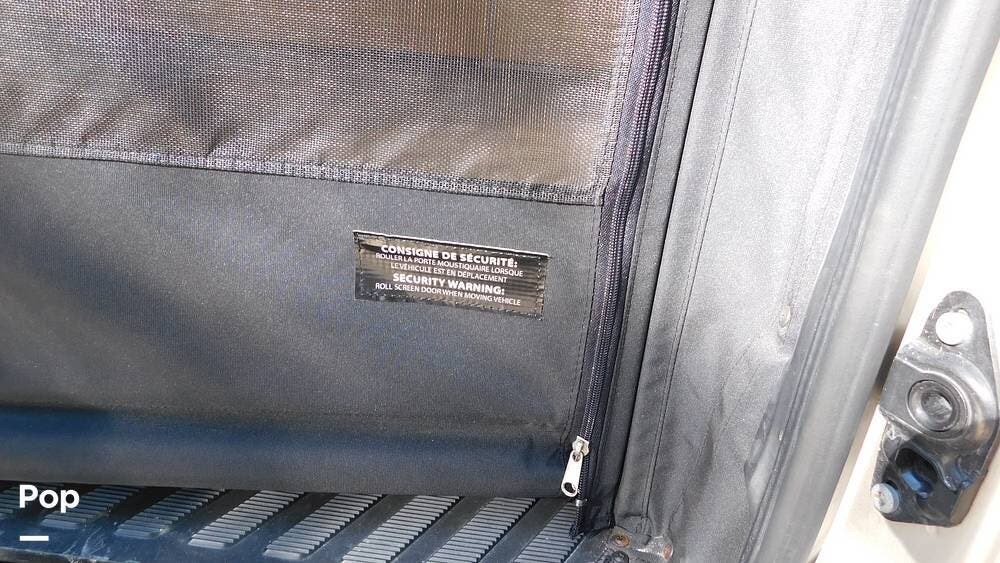 CONSIGNE DE SÉCURITÉ:
ROULER LA PORTE MOUSTIQUAIRE LORSQUE
LE VÉHICULE EST EN DÉPLACEMENT
SECURITY WARNING:
ROLL SCREEN DOOR WHEN MOVING VEHICLE
Pop